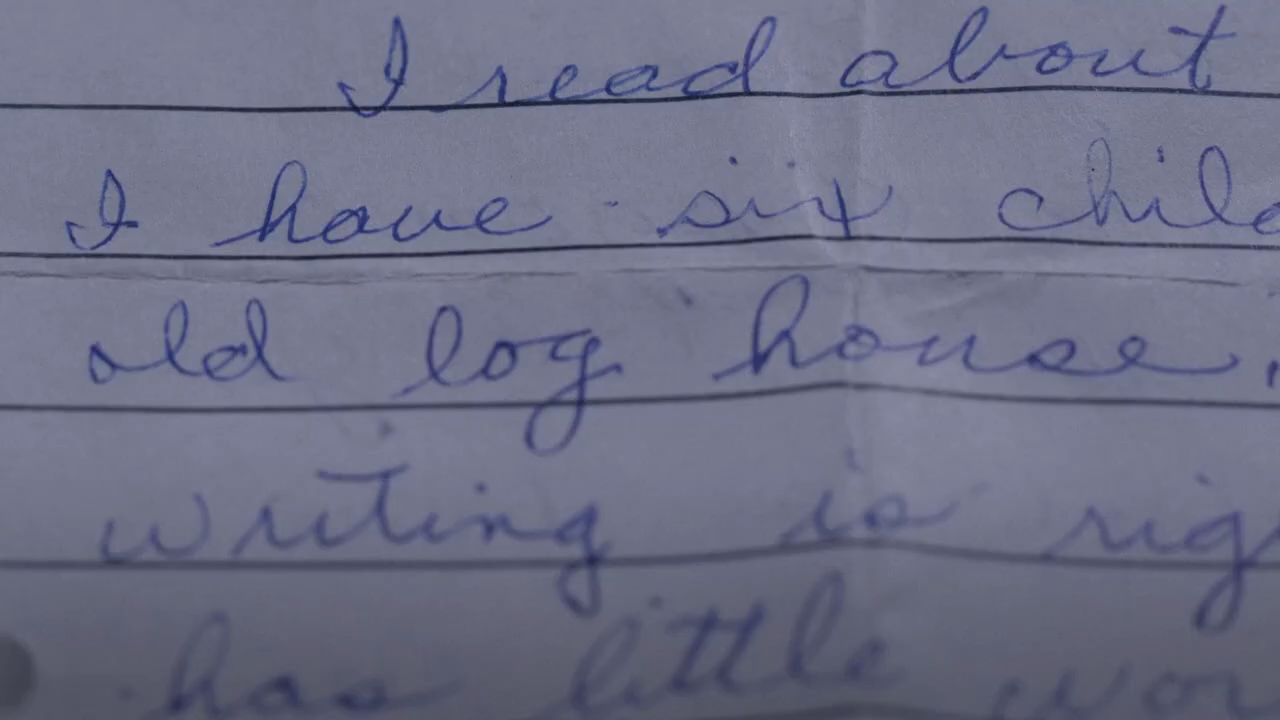 I read about
I have six chil
old log house.
writing is rig
has little wor